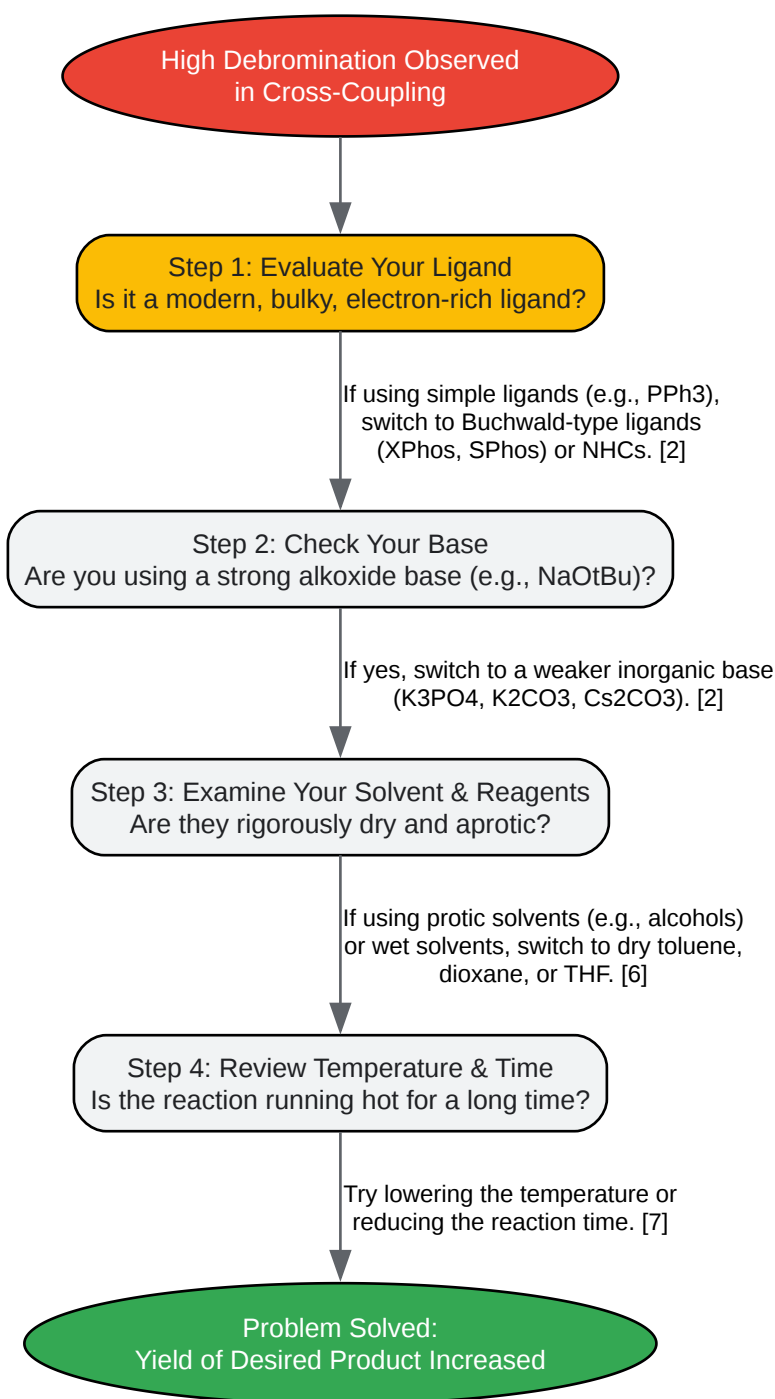 High Debromination Observed
in Cross-Coupling
Step 1: Evaluate Your Ligand
Is it a modern, bulky, electron-rich ligand?
If using simple ligands (e.g., PPh3),
switch to Buchwald-type ligands
(XPhos, SPhos) or NHCs. [2]
Step 2: Check Your Base
Are you using a strong alkoxide base (e.g., NaOtBu)?
If yes, switch to a weaker inorganic base
(K3PO4, K2CO3, Cs2CO3). [2]
Step 3: Examine Your Solvent & Reagents
Are they rigorously dry and aprotic?
If using protic solvents (e.g., alcohols)
or wet solvents, switch to dry toluene,
dioxane, or THF. [6]
Step 4: Review Temperature & Time
Is the reaction running hot for a long time?
Try lowering the temperature or
reducing the reaction time. [7]
Problem Solved:
Yield of Desired Product Increased